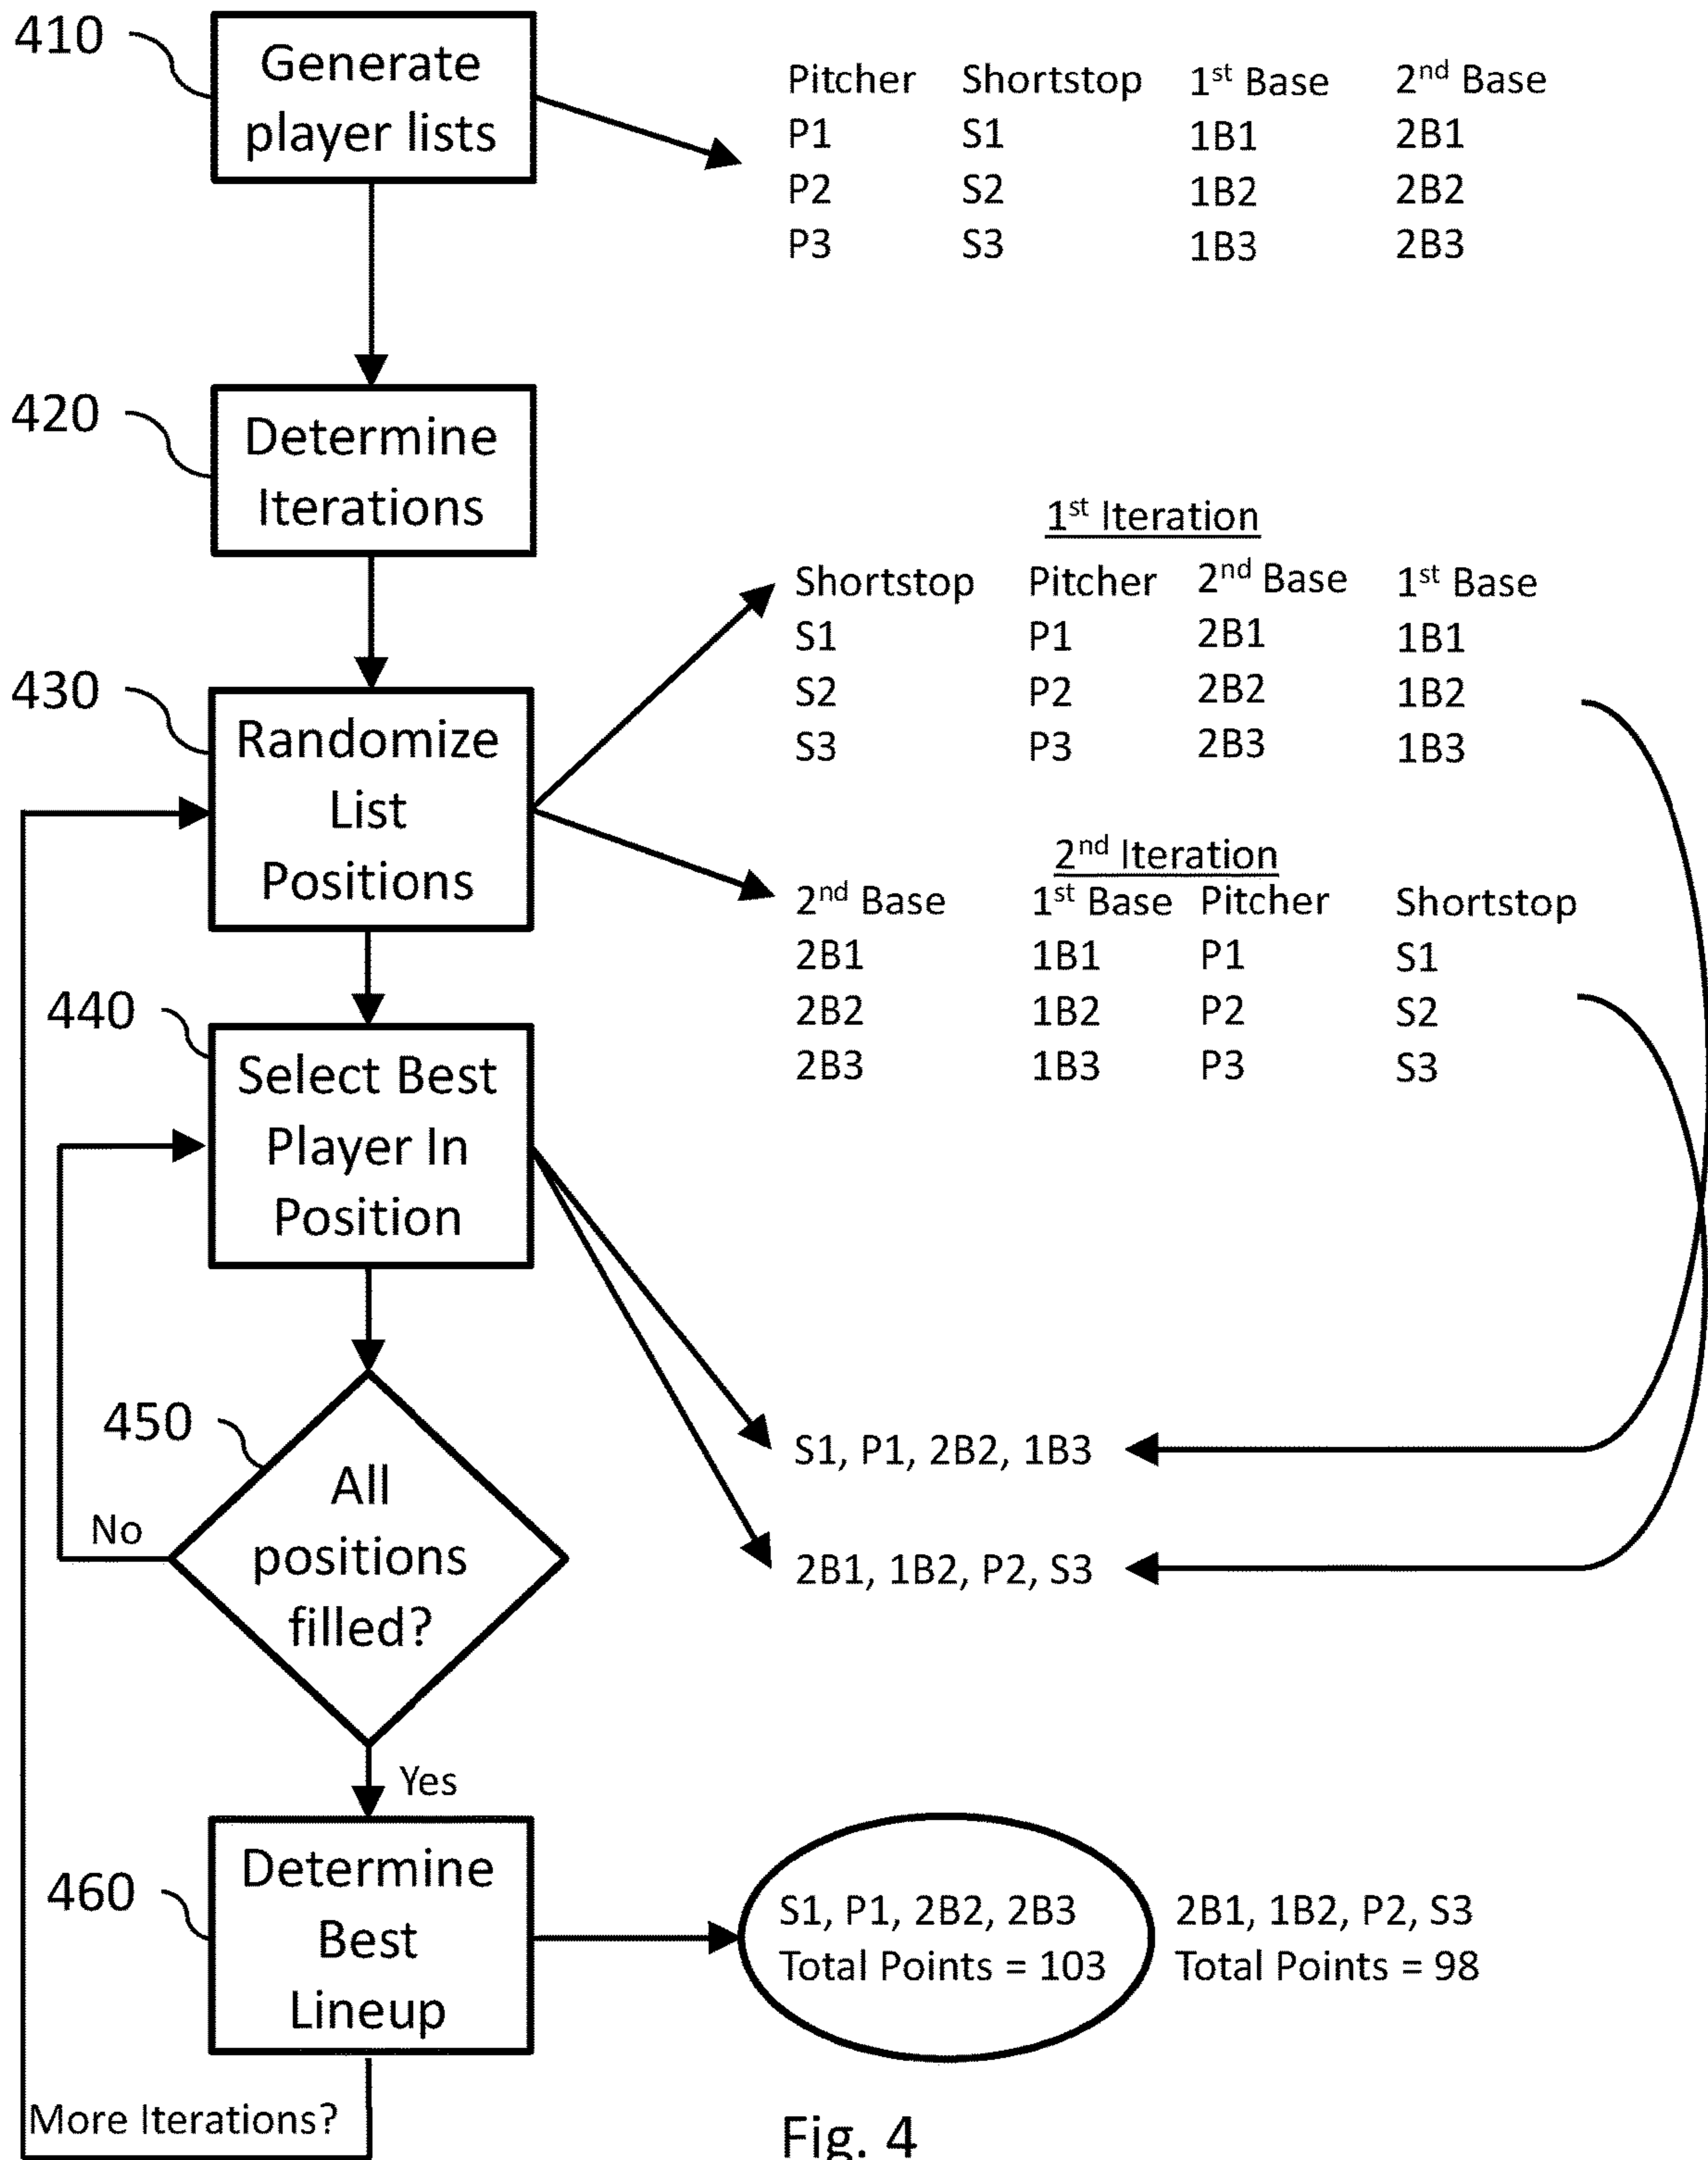 410
Generate
player lists
Pitcher Shortstop 1st Base 2nd Base
P1 S1 1B1 2B1
P2 S2 1B2 2B2
P3 S3 1B3 2B3
420
Determine
Iterations
430
Randomize
List
Positions
1st Iteration
Shortstop Pitcher 2nd Base 1st Base
S1 P1 2B1 1B1
S2 P2 2B2 1B2
S3 P3 2B3 1B3
2nd Iteration
2nd Base 1st Base Pitcher Shortstop
2B1 1B1 P1 S1
2B2 1B2 P2 S2
2B3 1B3 P3 S3
440
Select Best
Player In
Position
S1, P1, 2B2, 1B3
2B1, 1B2, P2, S3
450
All
positions
filled?
No
Yes
460
Determine
Best
Lineup
S1, P1, 2B2, 2B3
Total Points = 103
2B1, 1B2, P2, S3
Total Points = 98
More Iterations?
Fig. 4